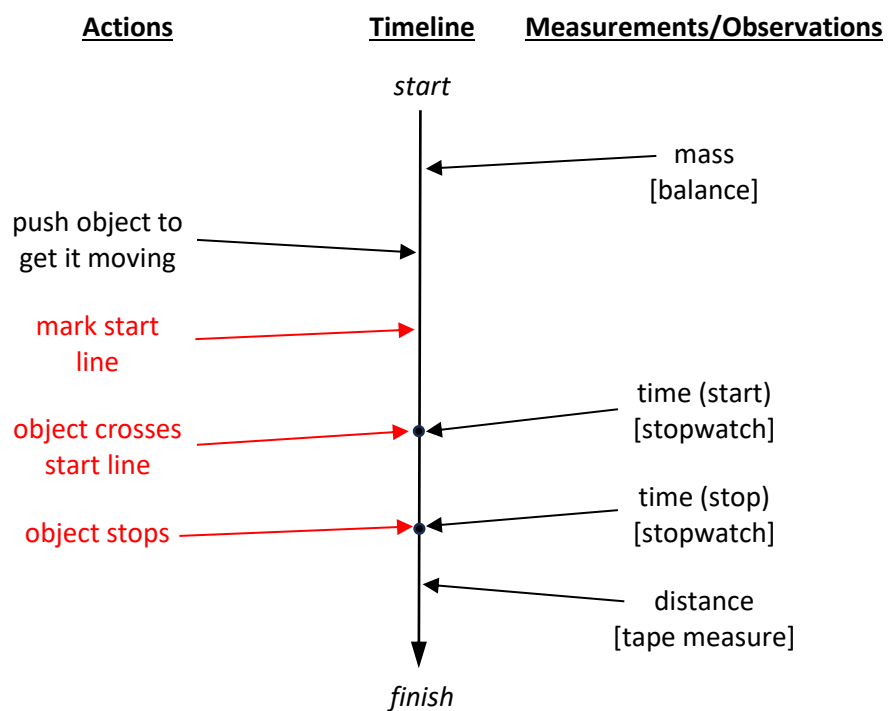 Actions Timeline Measurements/Observations
start
mass
[balance]
push object to
get it moving
mark start
line
time (start)
[stopwatch]
object crosses
start line
time (stop)
[stopwatch]
object stops
distance
[tape measure]
finish